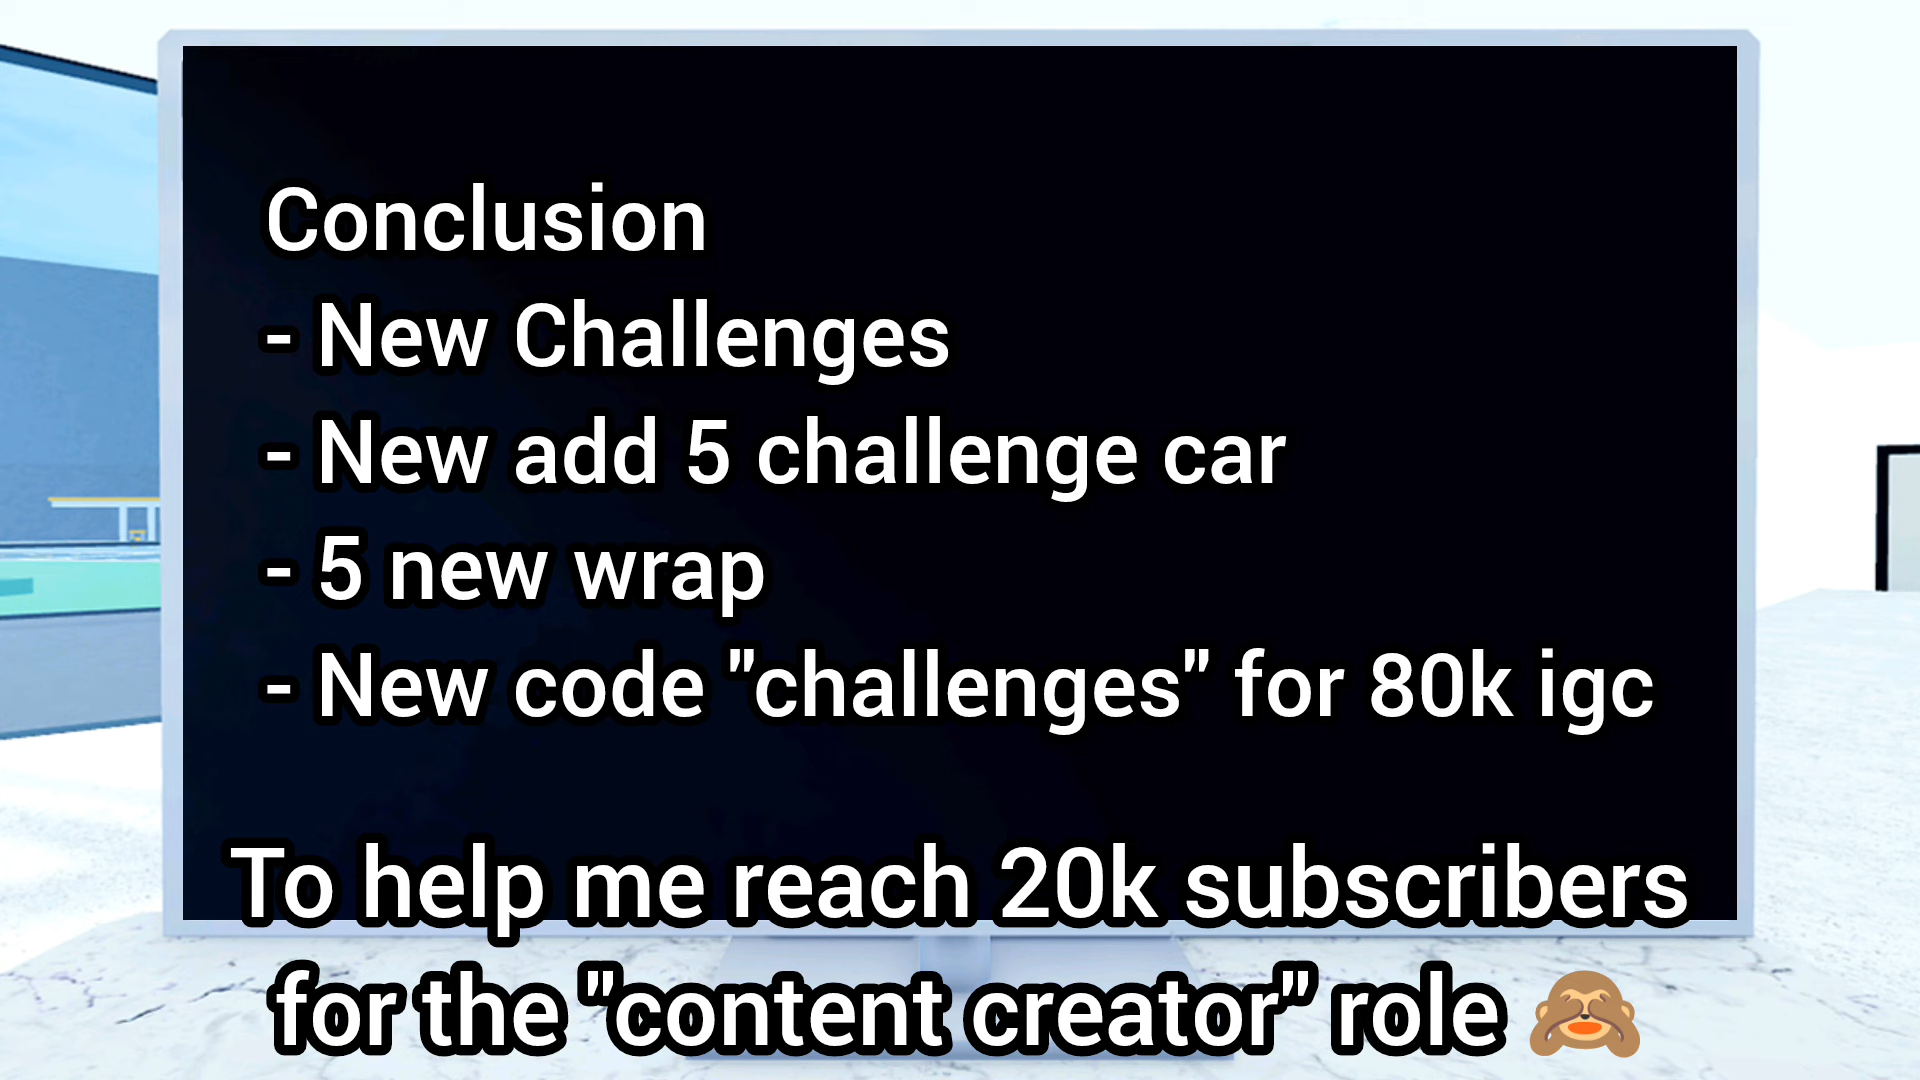 Conclusion
- New Challenges
- New add 5 challenge car
- 5 new wrap
- New code "challenges" for 80k igc
To help me reach 20k subscribers
for the "content creator" role 🙈